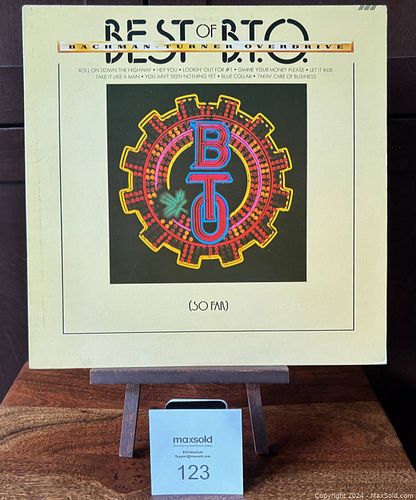 BEST OF B.T.O.
BACHMAN-TURNER OVERDRIVE
ROLL ON DOWN THE HIGHWAY • HEY YOU • LOOKIN' OUT FOR #1 • GIMME YOUR MONEY PLEASE • LET IT RIDE
TAKE IT LIKE A MAN • YOU AIN'T SEEN NOTHING YET • BLUE COLLAR • TAKIN' CARE OF BUSINESS
BTO
(SO FAR)
maxsold
123
Copyright 2024 - MaxSold.com